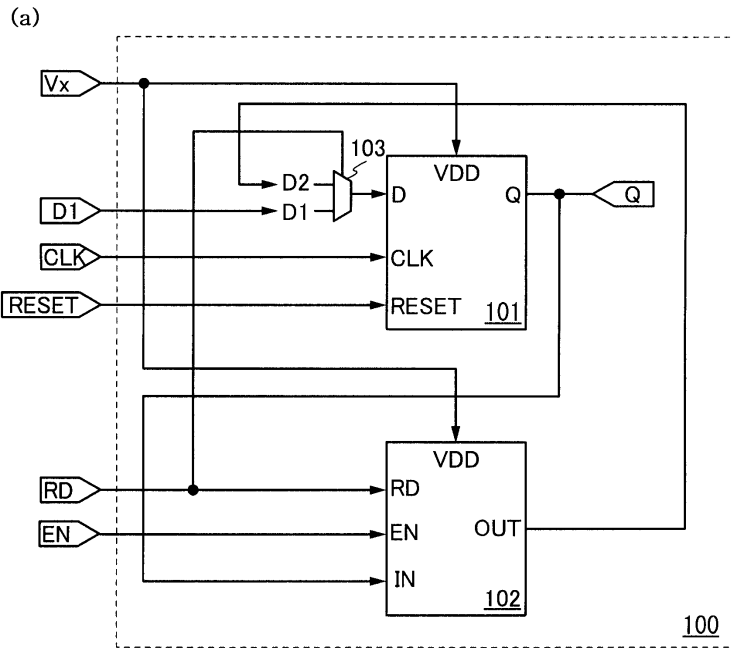 (a)
Vx
103
VDD
D2
D
Q
Q
D1
D1
CLK
CLK
RESET
RESET
101
VDD
RD
RD
EN
EN
OUT
IN
102
100